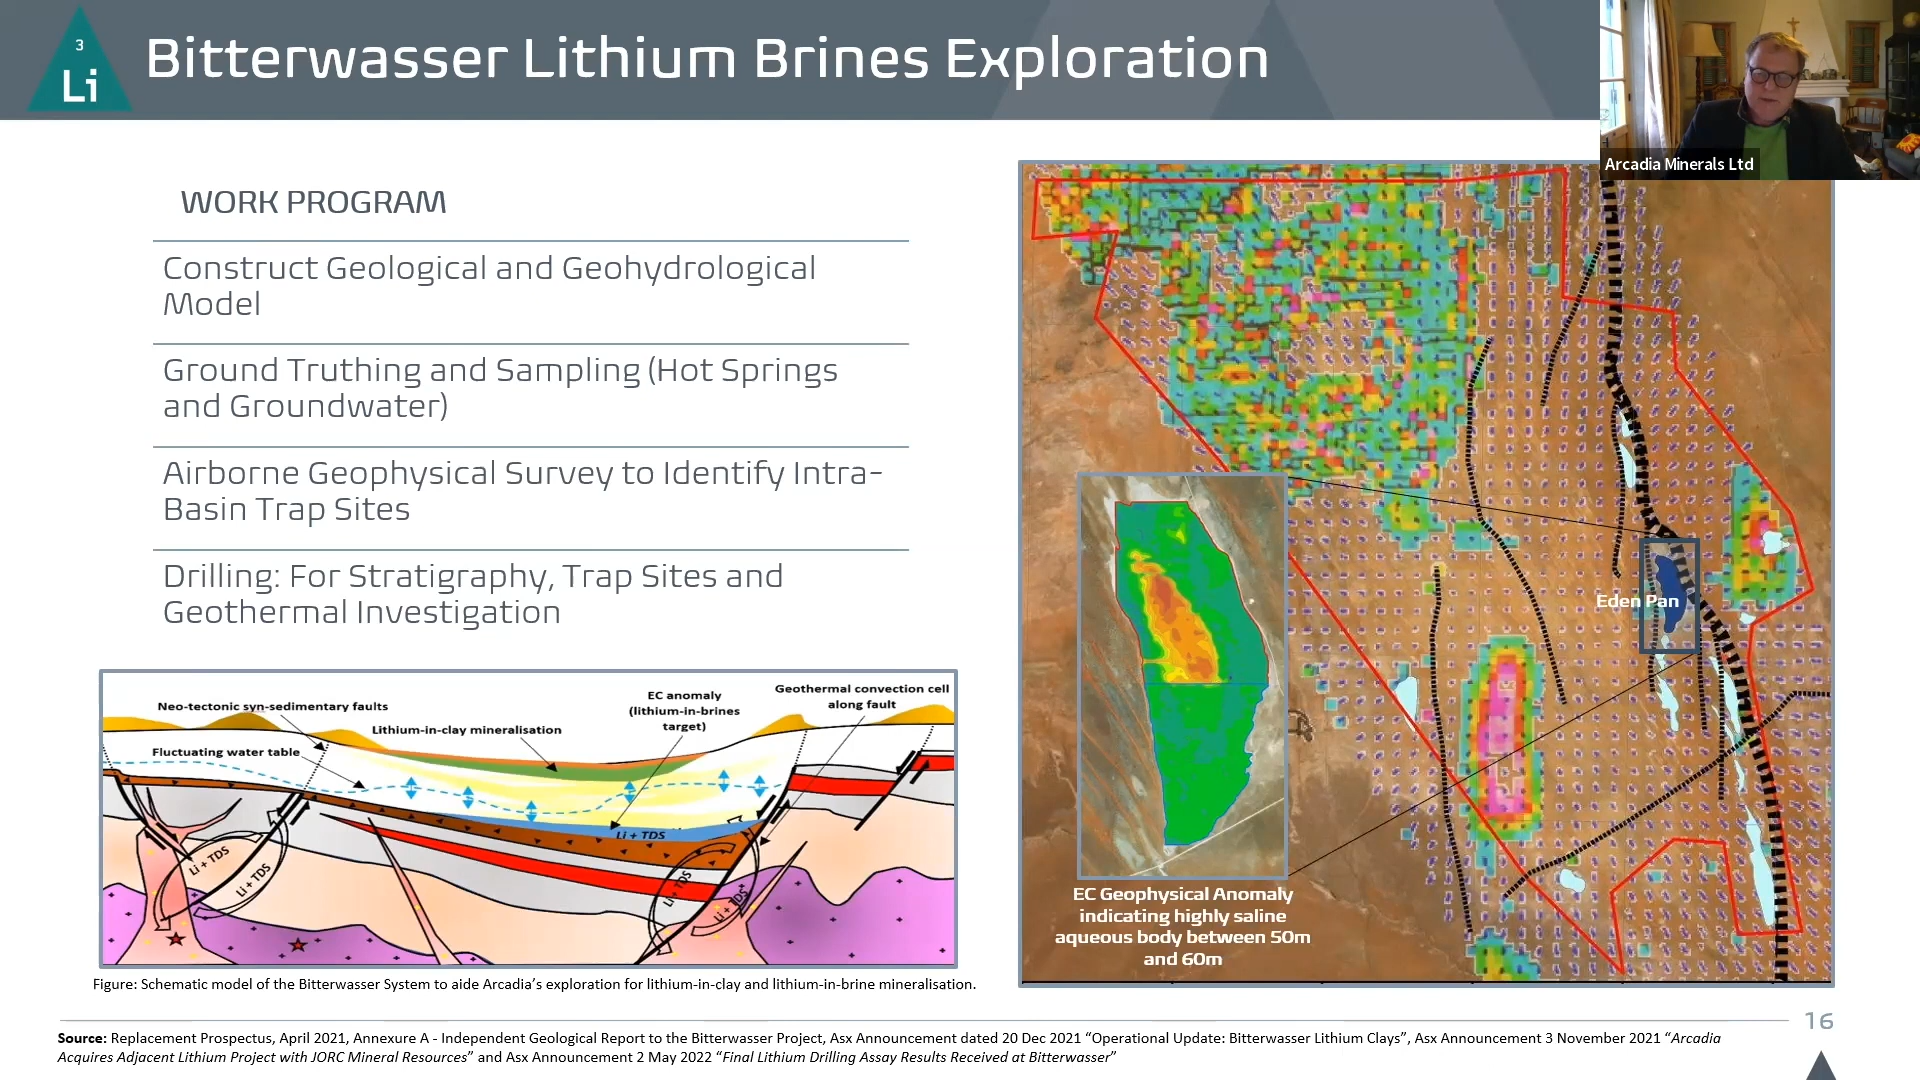 3
Li
Bitterwasser Lithium Brines Exploration
Arcadia Minerals Ltd
WORK PROGRAM
Construct Geological and Geohydrological
Model
Ground Truthing and Sampling (Hot Springs
and Groundwater)
Airborne Geophysical Survey to Identify Intra-
Basin Trap Sites
Drilling: For Stratigraphy, Trap Sites and
Geothermal Investigation
Neo-tectonic syn-sedimentary faults
Lithium-in-clay mineralisation
EC anomaly
(lithium-in-brines
target)
Geothermal convection cell
along fault
Fluctuating water table
Li + TDS
Li + TDS
Li + TDS
Li + TDS
Li + TDS
Figure: Schematic model of the Bitterwasser System to aide Arcadia’s exploration for lithium-in-clay and lithium-in-brine mineralisation.
Eden Pan
EC Geophysical Anomaly
indicating highly saline
aqueous body between 50m
and 60m
16
Source: Replacement Prospectus, April 2021, Annexure A - Independent Geological Report to the Bitterwasser Project, Asx Announcement dated 20 Dec 2021 “Operational Update: Bitterwasser Lithium Clays”, Asx Announcement 3 November 2021 “Arcadia
Acquires Adjacent Lithium Project with JORC Mineral Resources” and Asx Announcement 2 May 2022 “Final Lithium Drilling Assay Results Received at Bitterwasser”